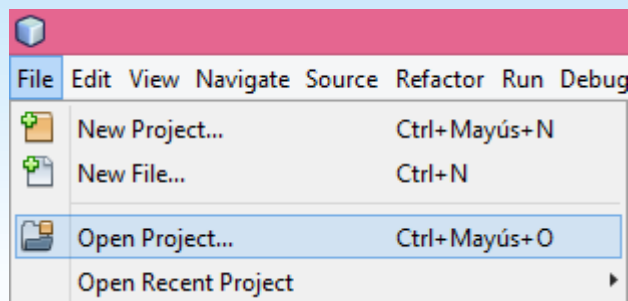 File Edit View Navigate Source Refactor Run Debug
New Project... Ctrl+Mayús+N
New File... Ctrl+N
Open Project... Ctrl+Mayús+O
Open Recent Project